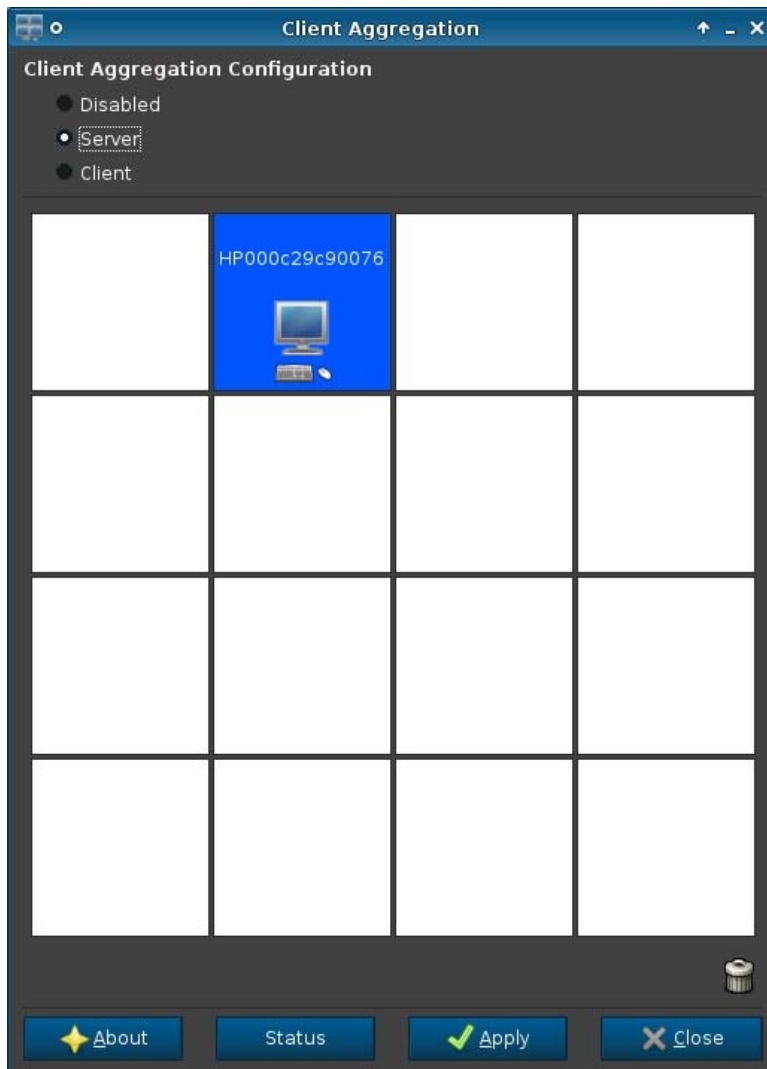 Client Aggregation
Client Aggregation Configuration
Disabled
Server
Client
HP000c29c90076
About
Status
Apply
Close